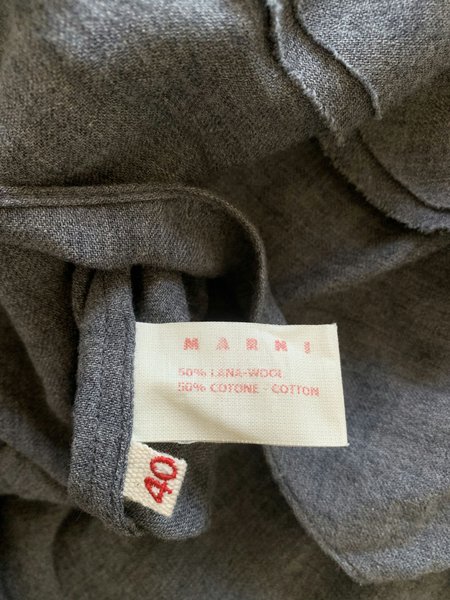 MARNI
50% LANA-WOOL
50% COTONE - COTTON
40